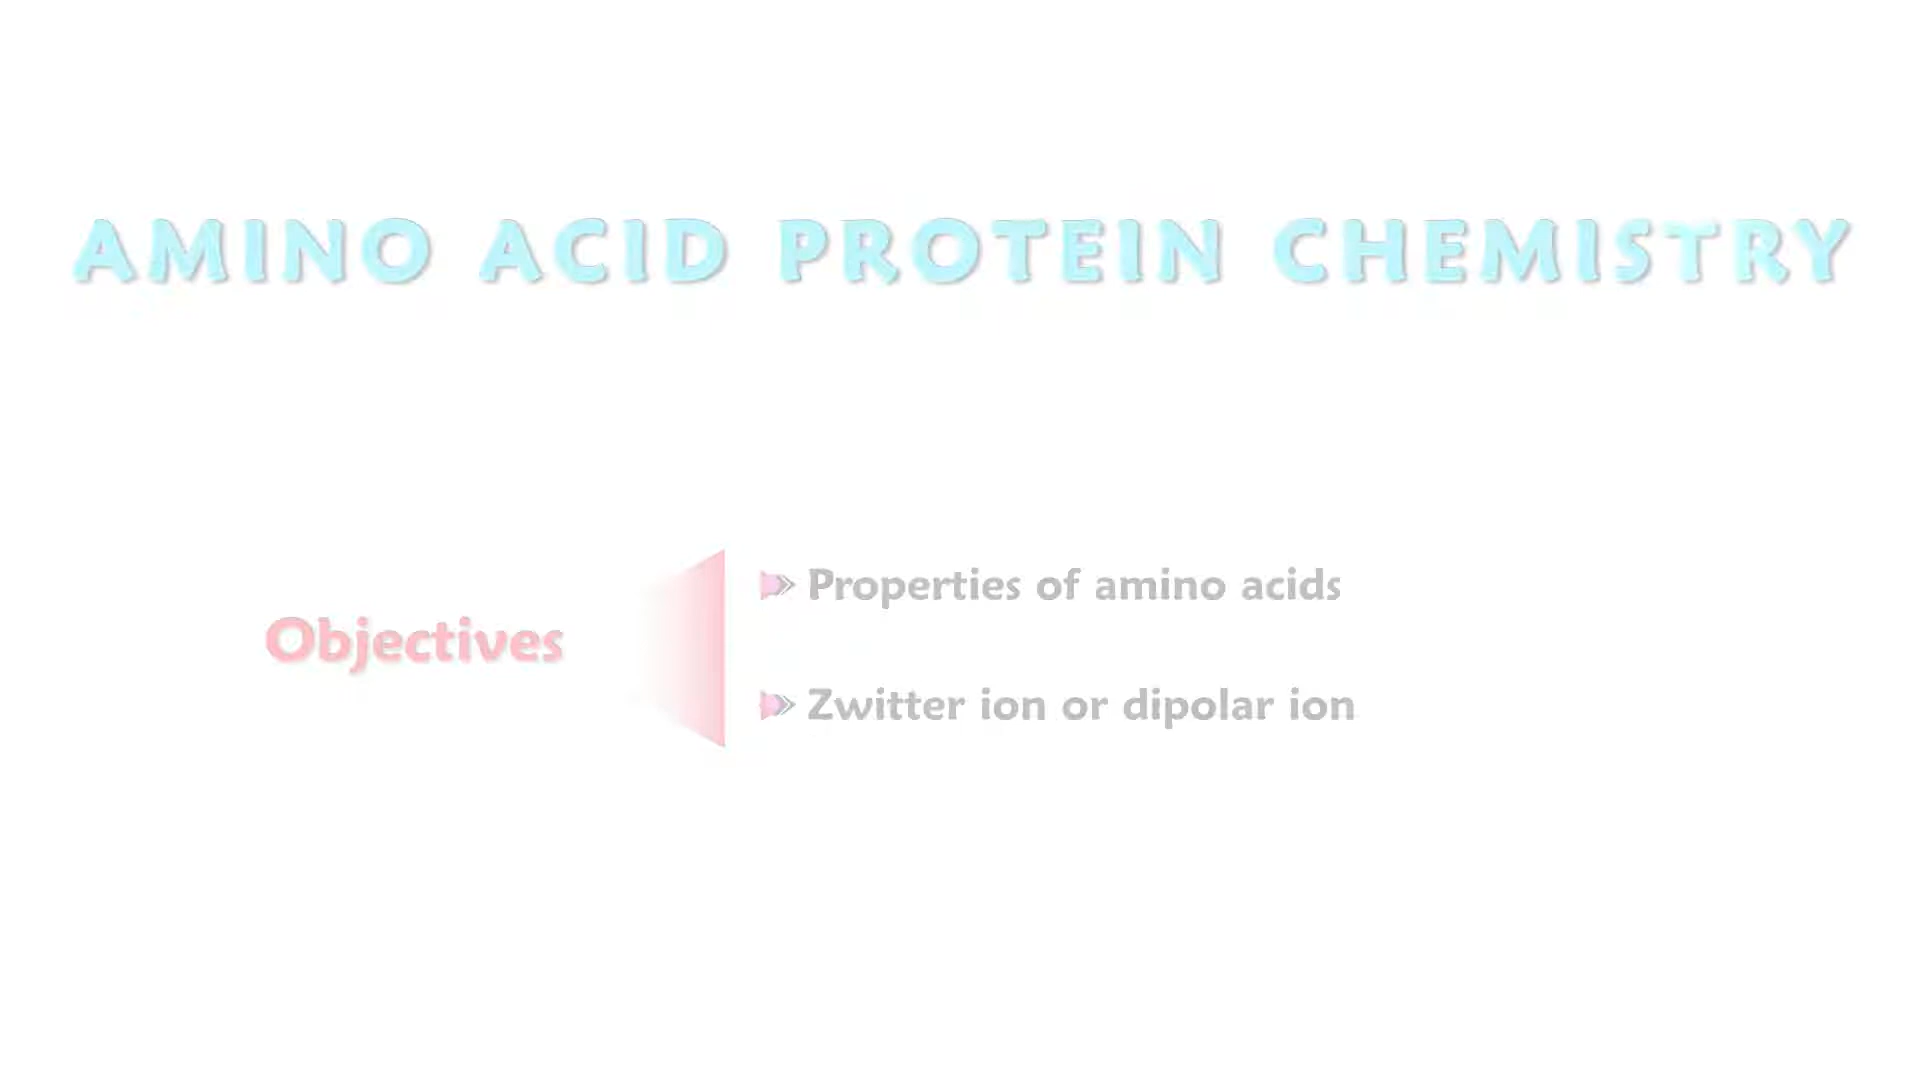 AMINO ACID PROTEIN CHEMISTRY
Objectives
Properties of amino acids
Zwitter ion or dipolar ion